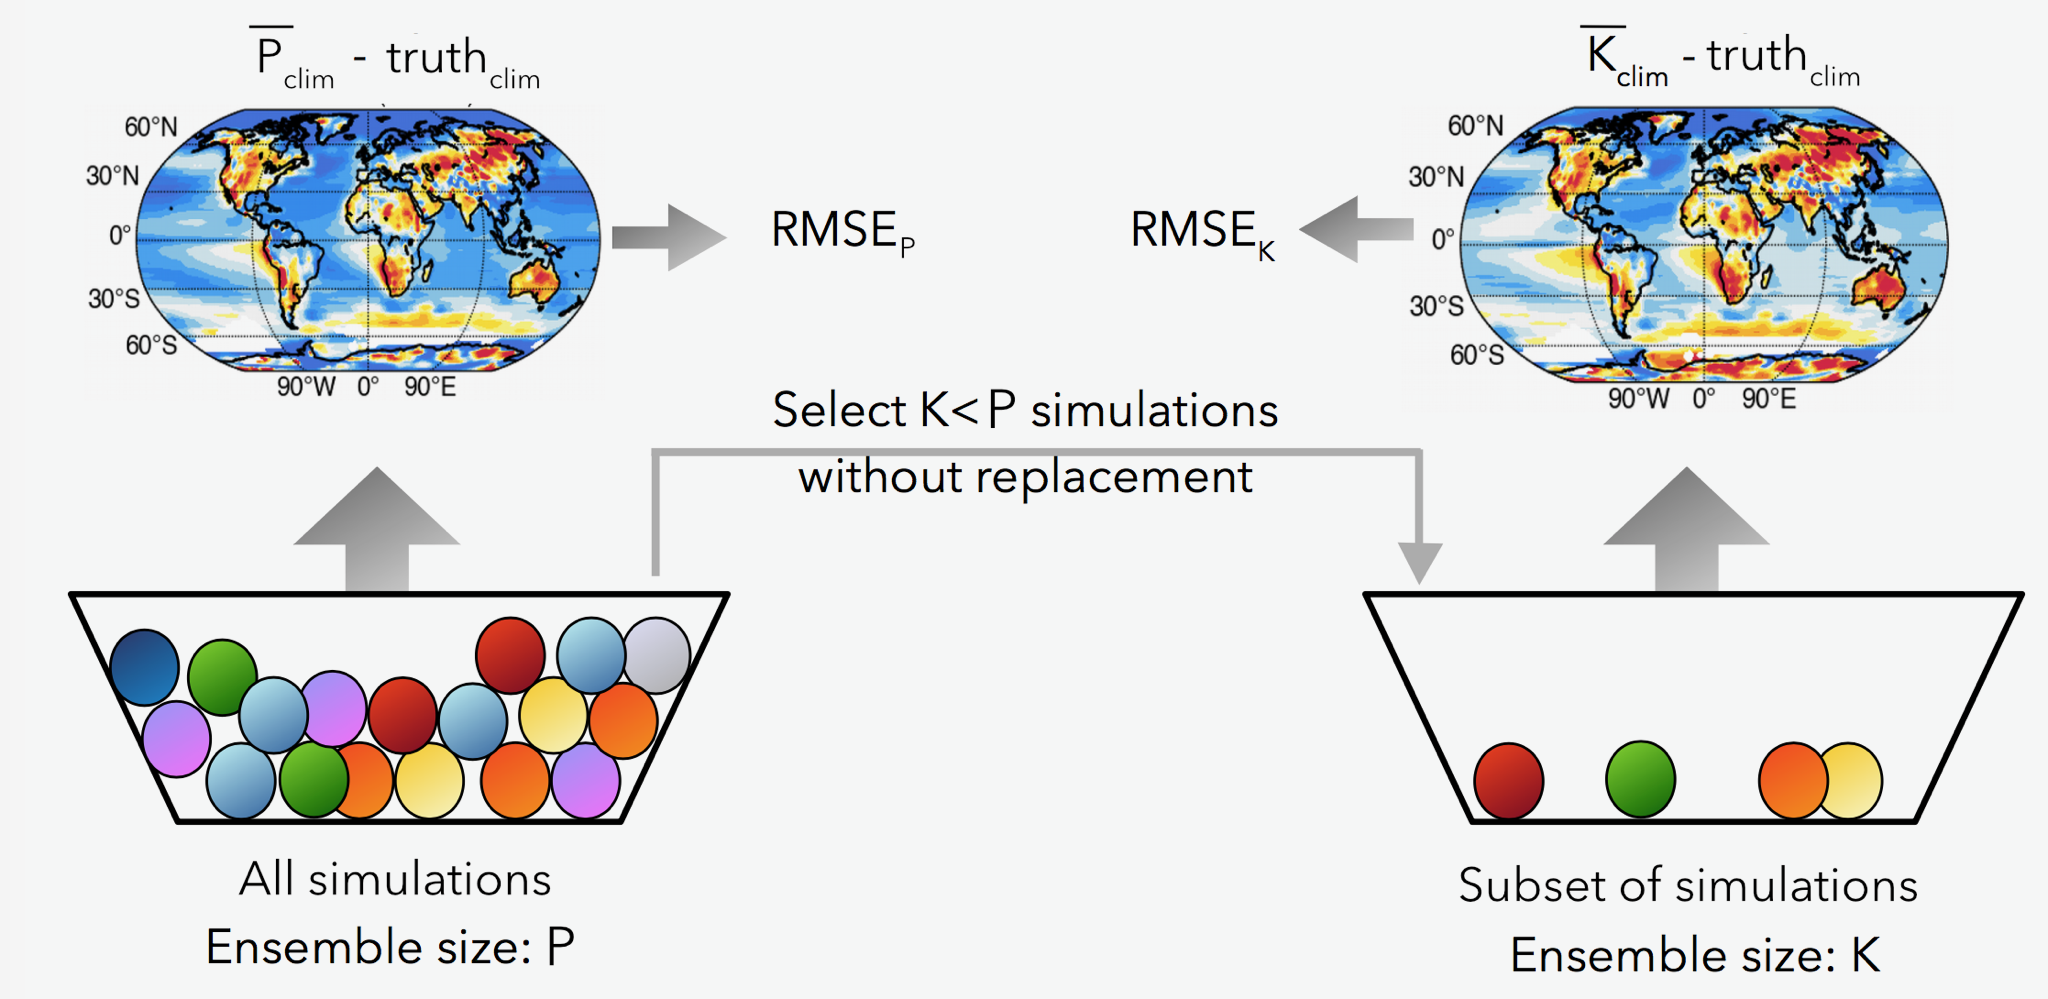 P̅clim - truthclim
60°N
30°N
0°
30°S
60°S
90°W 0° 90°E
RMSEP
K̅clim - truthclim
60°N
30°N
0°
30°S
60°S
90°W 0° 90°E
RMSEK
Select K<P simulations
without replacement
All simulations
Ensemble size: P
Subset of simulations
Ensemble size: K